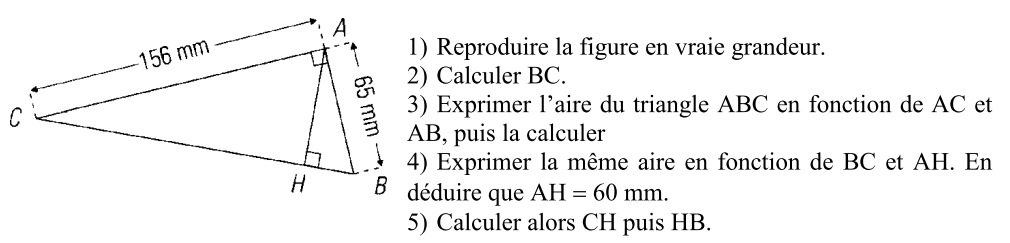 156 mm
A
65 mm
C
H
B
1) Reproduire la figure en vraie grandeur.
2) Calculer BC.
3) Exprimer l'aire du triangle ABC en fonction de AC et
AB, puis la calculer
4) Exprimer la même aire en fonction de BC et AH. En
déduire que AH = 60 mm.
5) Calculer alors CH puis HB.